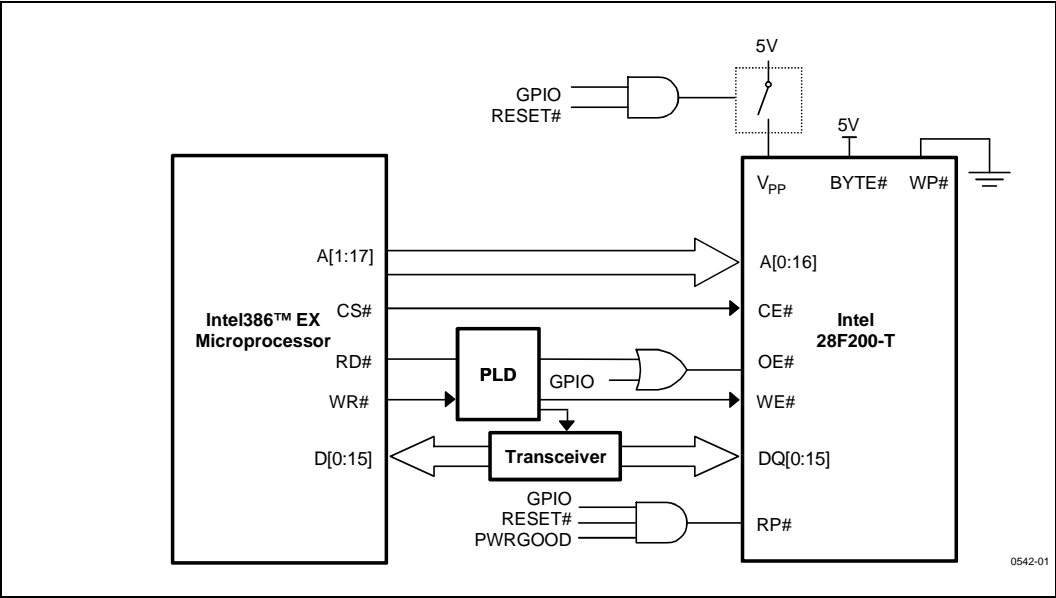 5V
GPIO
RESET#
5V
VPP
BYTE#
WP#
A[1:17]
A[0:16]
Intel386™ EX
Microprocessor
CS#
CE#
Intel
28F200-T
RD#
PLD
GPIO
OE#
WR#
WE#
D[0:15]
Transceiver
DQ[0:15]
GPIO
RESET#
PWRGOOD
RP#
0542-01